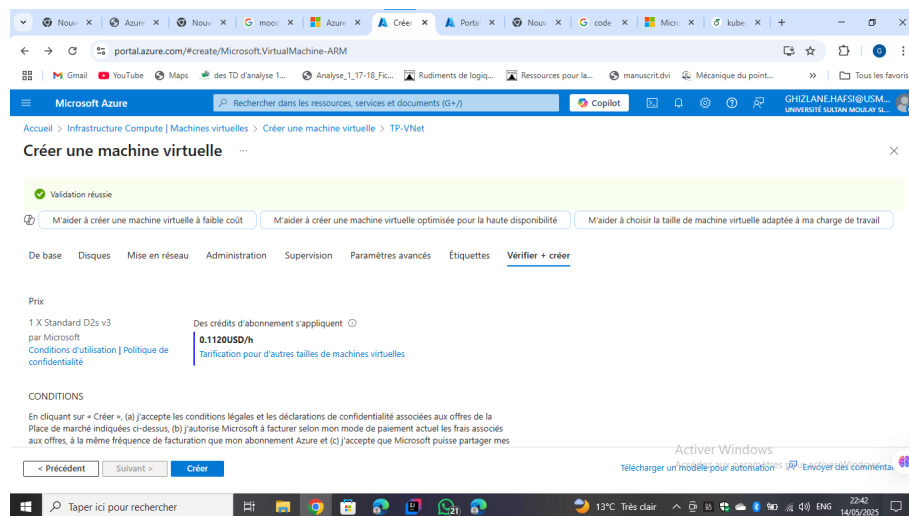 Nouv
Azure
Nouv
mood
Azure
Créer
Portal
Nouv
code
Micro
kuber
portal.azure.com/#create/Microsoft.VirtualMachine-ARM
Gmail
YouTube
Maps
des TD d'analyse 1...
Analyse_1_17-18_Fic...
Rudiments de logiq...
Ressources pour la...
manuscrit.dvi
Mécanique du point...
»
Tous les favoris
Microsoft Azure
Rechercher dans les ressources, services et documents (G+/)
Copilot
GHIZLANE.HAFSI@USM...
UNIVERSITÉ SULTAN MOULAY SL...
Accueil > Infrastructure Compute | Machines virtuelles > Créer une machine virtuelle > TP-VNet
Créer une machine virtuelle ...
Validation réussie
M'aider à créer une machine virtuelle à faible coût
M'aider à créer une machine virtuelle optimisée pour la haute disponibilité
M'aider à choisir la taille de machine virtuelle adaptée à ma charge de travail
De base
Disques
Mise en réseau
Administration
Supervision
Paramètres avancés
Étiquettes
Vérifier + créer
Prix
1 X Standard D2s v3
par Microsoft
Conditions d'utilisation | Politique de
confidentialité
Des crédits d'abonnement s'appliquent
0.1120USD/h
Tarification pour d'autres tailles de machines virtuelles
CONDITIONS
En cliquant sur « Créer », (a) j'accepte les conditions légales et les déclarations de confidentialité associées aux offres de la
Place de marché indiquées ci-dessus, (b) j'autorise Microsoft à facturer selon mon mode de paiement actuel les frais associés
aux offres, à la même fréquence de facturation que mon abonnement Azure et (c) j'accepte que Microsoft puisse partager mes
Activer Windows
< Précédent
Suivant >
Créer
Télécharger un modèle pour automation
Envoyer des commentai
Taper ici pour rechercher
21
13°C Très clair
ENG
22:42
14/05/2025